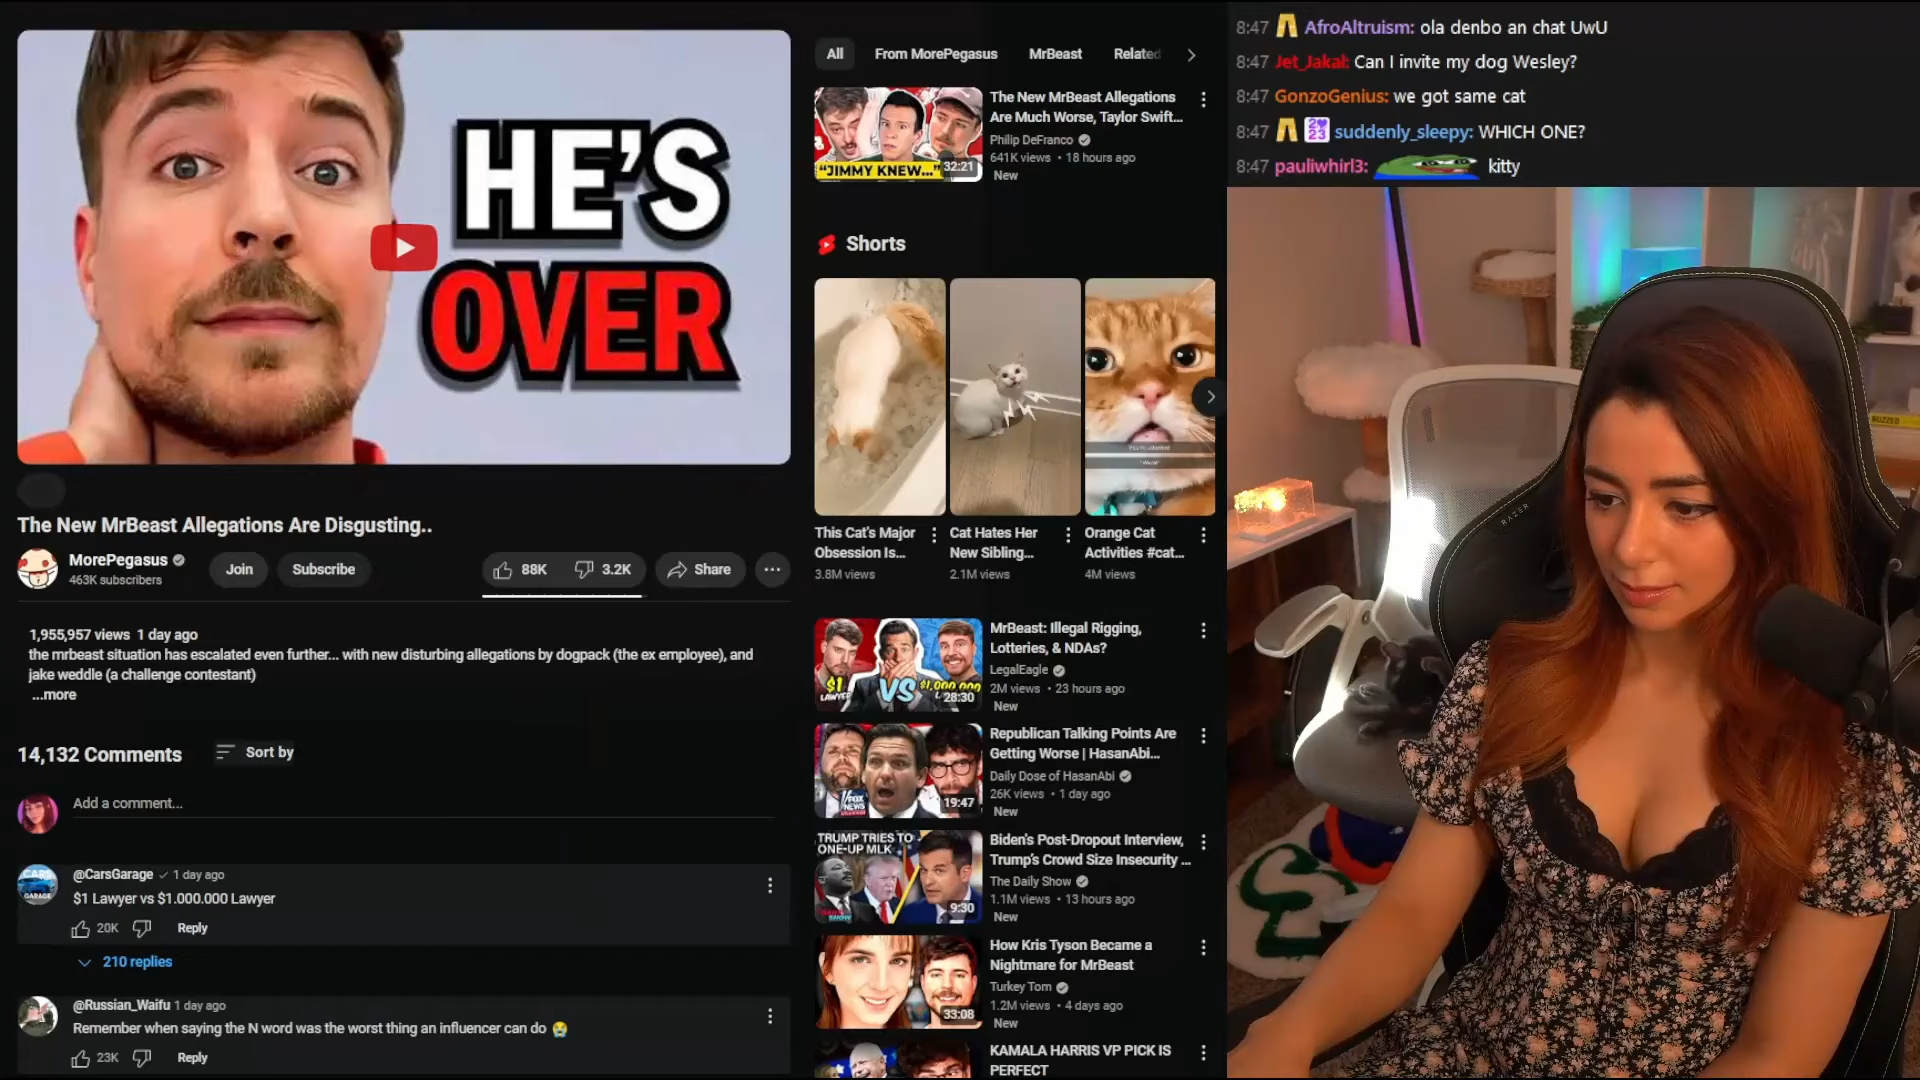 HE'S
OVER
The New MrBeast Allegations Are Disgusting..
MorePegasus
463K subscribers
Join
Subscribe
88K
3.2K
Share
1,955,957 views 1 day ago
the mrbeast situation has escalated even further... with new disturbing allegations by dogpack (the ex employee), and
jake weddle (a challenge contestant)
...more
14,132 Comments
Sort by
Add a comment...
CARS
GARAGE
@CarsGarage 1 day ago
$1 Lawyer vs $1.000.000 Lawyer
20K
Reply
210 replies
@Russian_Waifu 1 day ago
Remember when saying the N word was the worst thing an influencer can do 😭
23K
Reply
All
From MorePegasus
MrBeast
Related
"JIMMY KNEW..."
32:21
The New MrBeast Allegations
Are Much Worse, Taylor Swift...
Philip DeFranco
641K views • 18 hours ago
New
Shorts
This Cat's Major
Obsession Is...
3.8M views
Cat Hates Her
New Sibling...
2.1M views
Orange Cat
Activities #cat...
4M views
$1
LAWYER
VS
$1,000,000
28:30
MrBeast: Illegal Rigging,
Lotteries, & NDAs?
LegalEagle
2M views • 23 hours ago
New
FOX
NEWS
19:47
Republican Talking Points Are
Getting Worse | HasanAbi...
Daily Dose of HasanAbi
26K views • 1 day ago
New
TRUMP TRIES TO
ONE-UP MLK
9:30
Biden's Post-Dropout Interview,
Trump's Crowd Size Insecurity ...
The Daily Show
1.1M views • 13 hours ago
New
33:08
How Kris Tyson Became a
Nightmare for MrBeast
Turkey Tom
1.2M views • 4 days ago
New
KAMALA HARRIS VP PICK IS
PERFECT
8:47 AfroAltruism: ola denbo an chat UwU
8:47 Jet_Jakal: Can I invite my dog Wesley?
8:47 GonzoGenius: we got same cat
8:47 suddenly_sleepy: WHICH ONE?
8:47 pauliwhirl3: kitty
RAZER
BUZZED